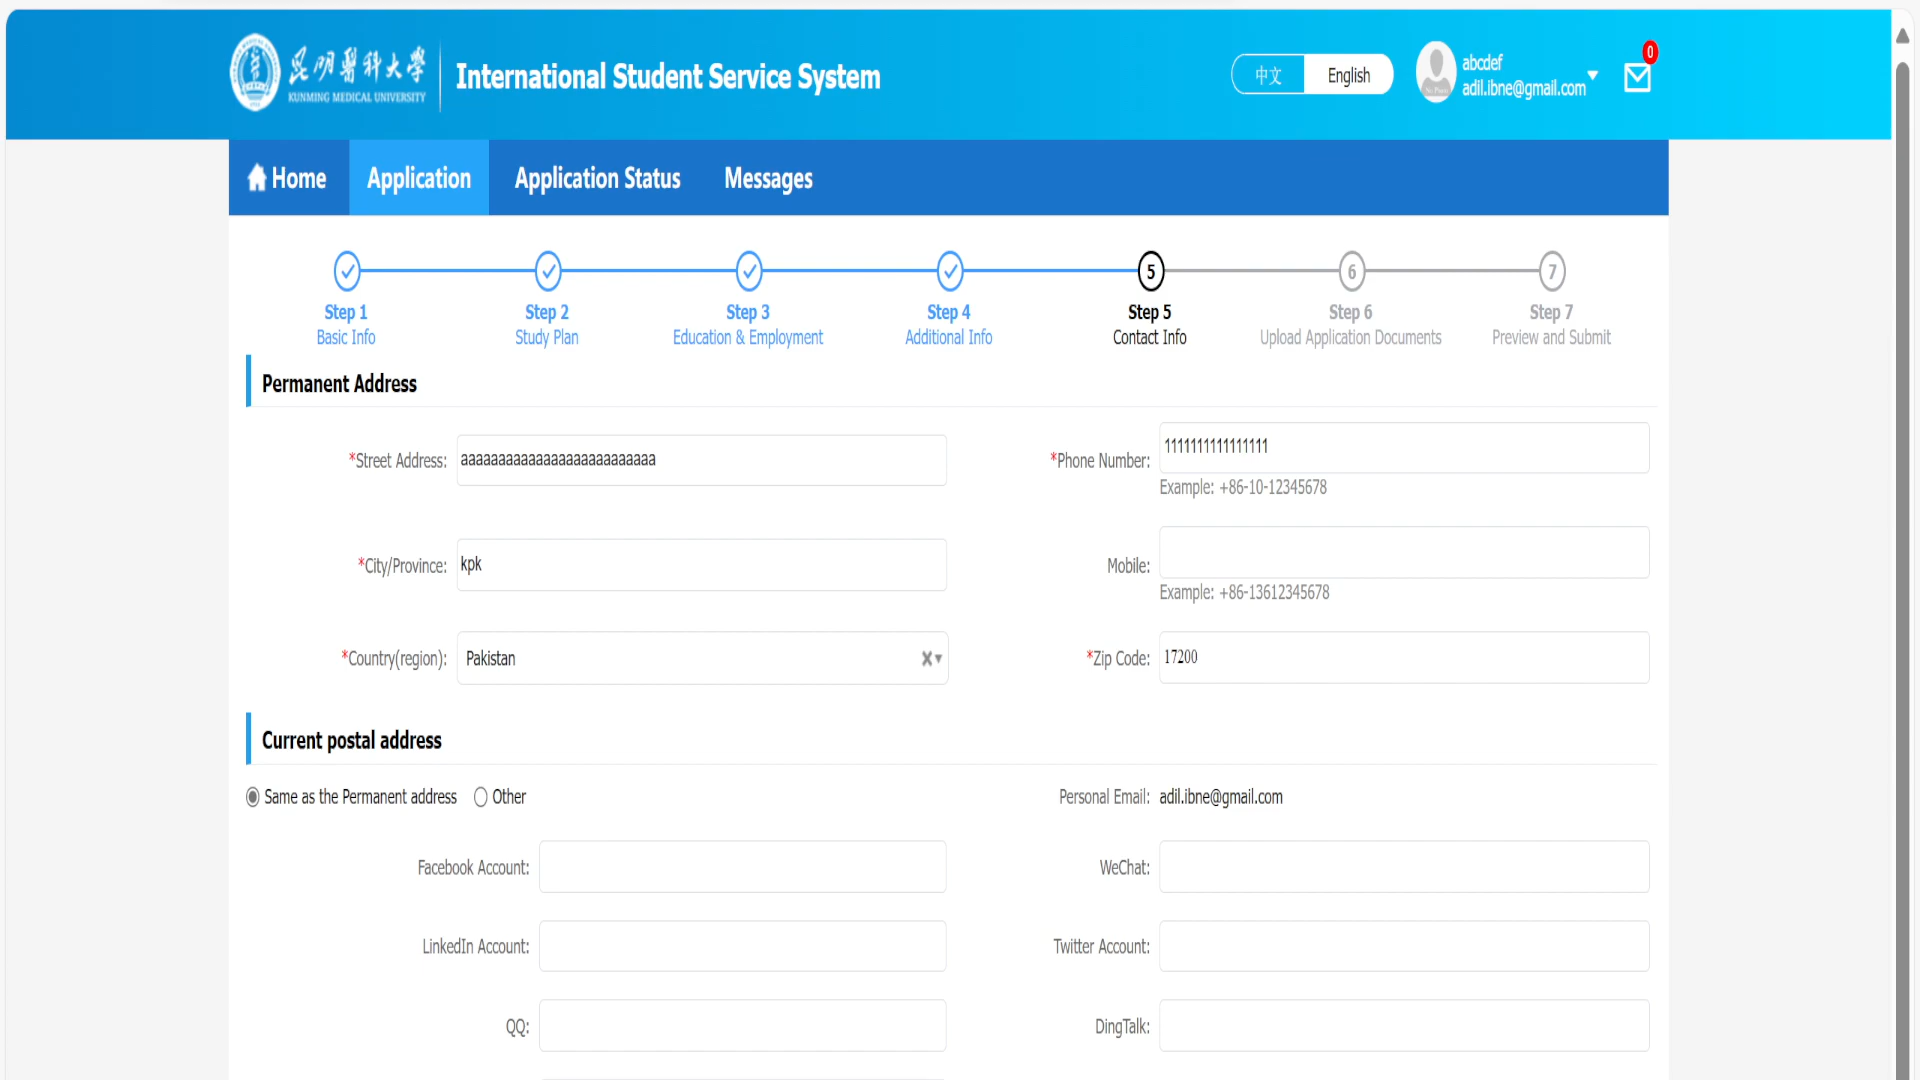 昆明醫科大學
KUNMING MEDICAL UNIVERSITY
International Student Service System
中文
English
abcdef
adil.ibne@gmail.com
0
Home
Application
Application Status
Messages
5
6
7
Step 1
Step 2
Step 3
Step 4
Step 5
Step 6
Step 7
Basic Info
Study Plan
Education & Employment
Additional Info
Contact Info
Upload Application Documents
Preview and Submit
Permanent Address
*Street Address: aaaaaaaaaaaaaaaaaaaaaaaaaa
*Phone Number: 1111111111111111
Example: +86-10-12345678
*City/Province: kpk
Mobile:
Example: +86-13612345678
*Country(region): Pakistan
*Zip Code: 17200
Current postal address
Same as the Permanent address
Other
Personal Email: adil.ibne@gmail.com
Facebook Account:
WeChat:
LinkedIn Account:
Twitter Account:
QQ:
DingTalk: